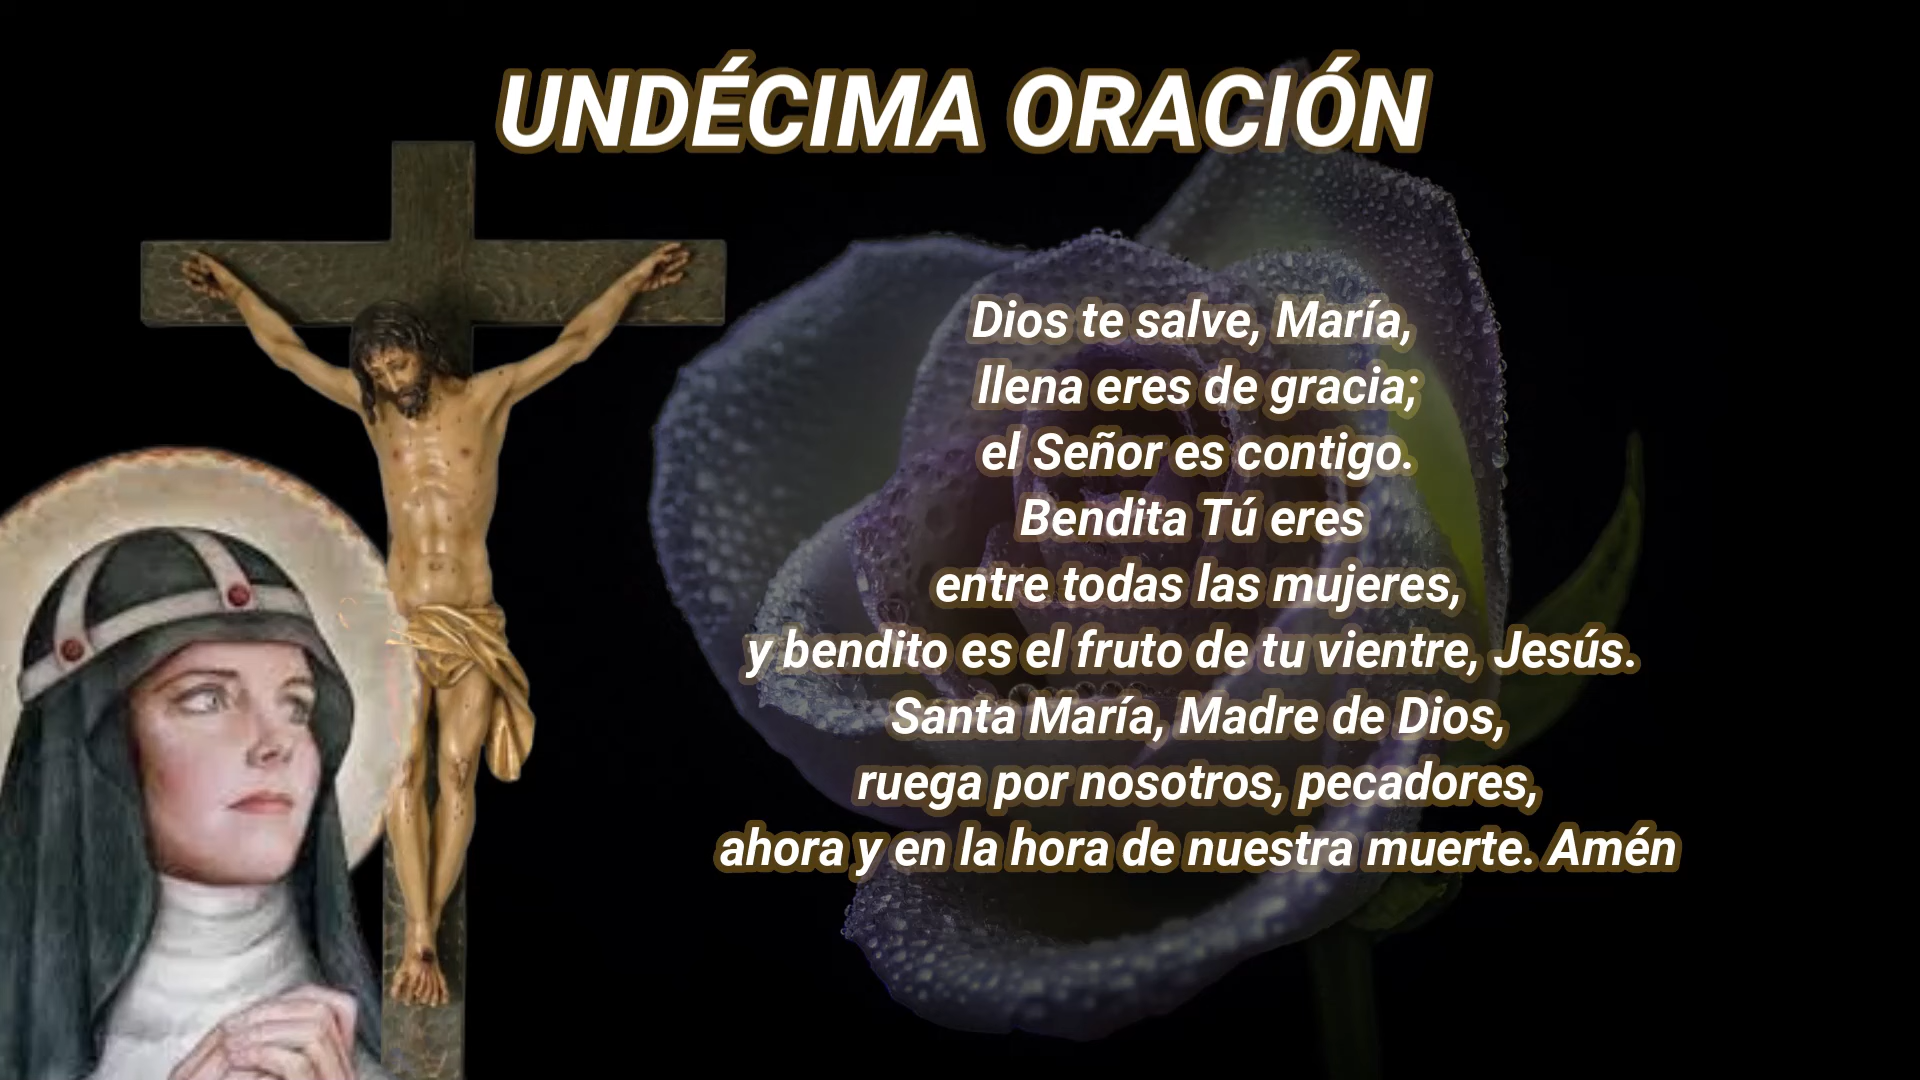 UNDÉCIMA ORACIÓN
Dios te salve, María,
llena eres de gracia;
el Señor es contigo.
Bendita Tú eres
entre todas las mujeres,
y bendito es el fruto de tu vientre, Jesús.
Santa María, Madre de Dios,
ruega por nosotros, pecadores,
ahora y en la hora de nuestra muerte. Amén